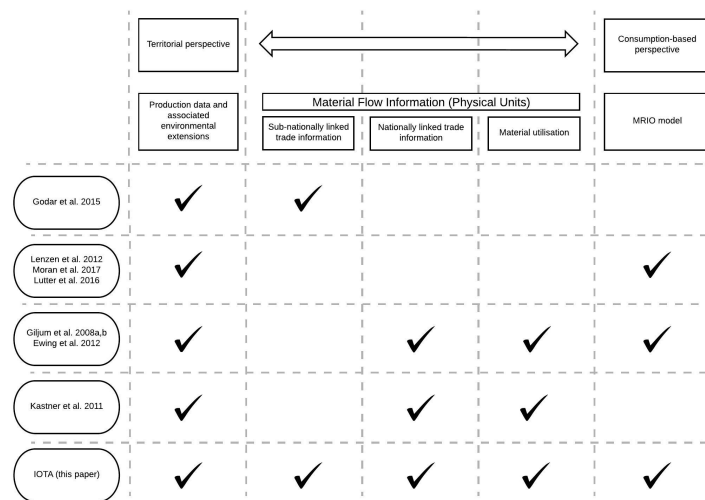 Territorial perspective
Consumption-based
perspective
Production data and
associated
environmental
extensions
Material Flow Information (Physical Units)
Sub-nationally linked
trade information
Nationally linked trade
information
Material utilisation
MRIO model
Godar et al. 2015
Lenzen et al. 2012
Moran et al. 2017
Lutter et al. 2016
Giljum et al. 2008a,b
Ewing et al. 2012
Kastner et al. 2011
IOTA (this paper)